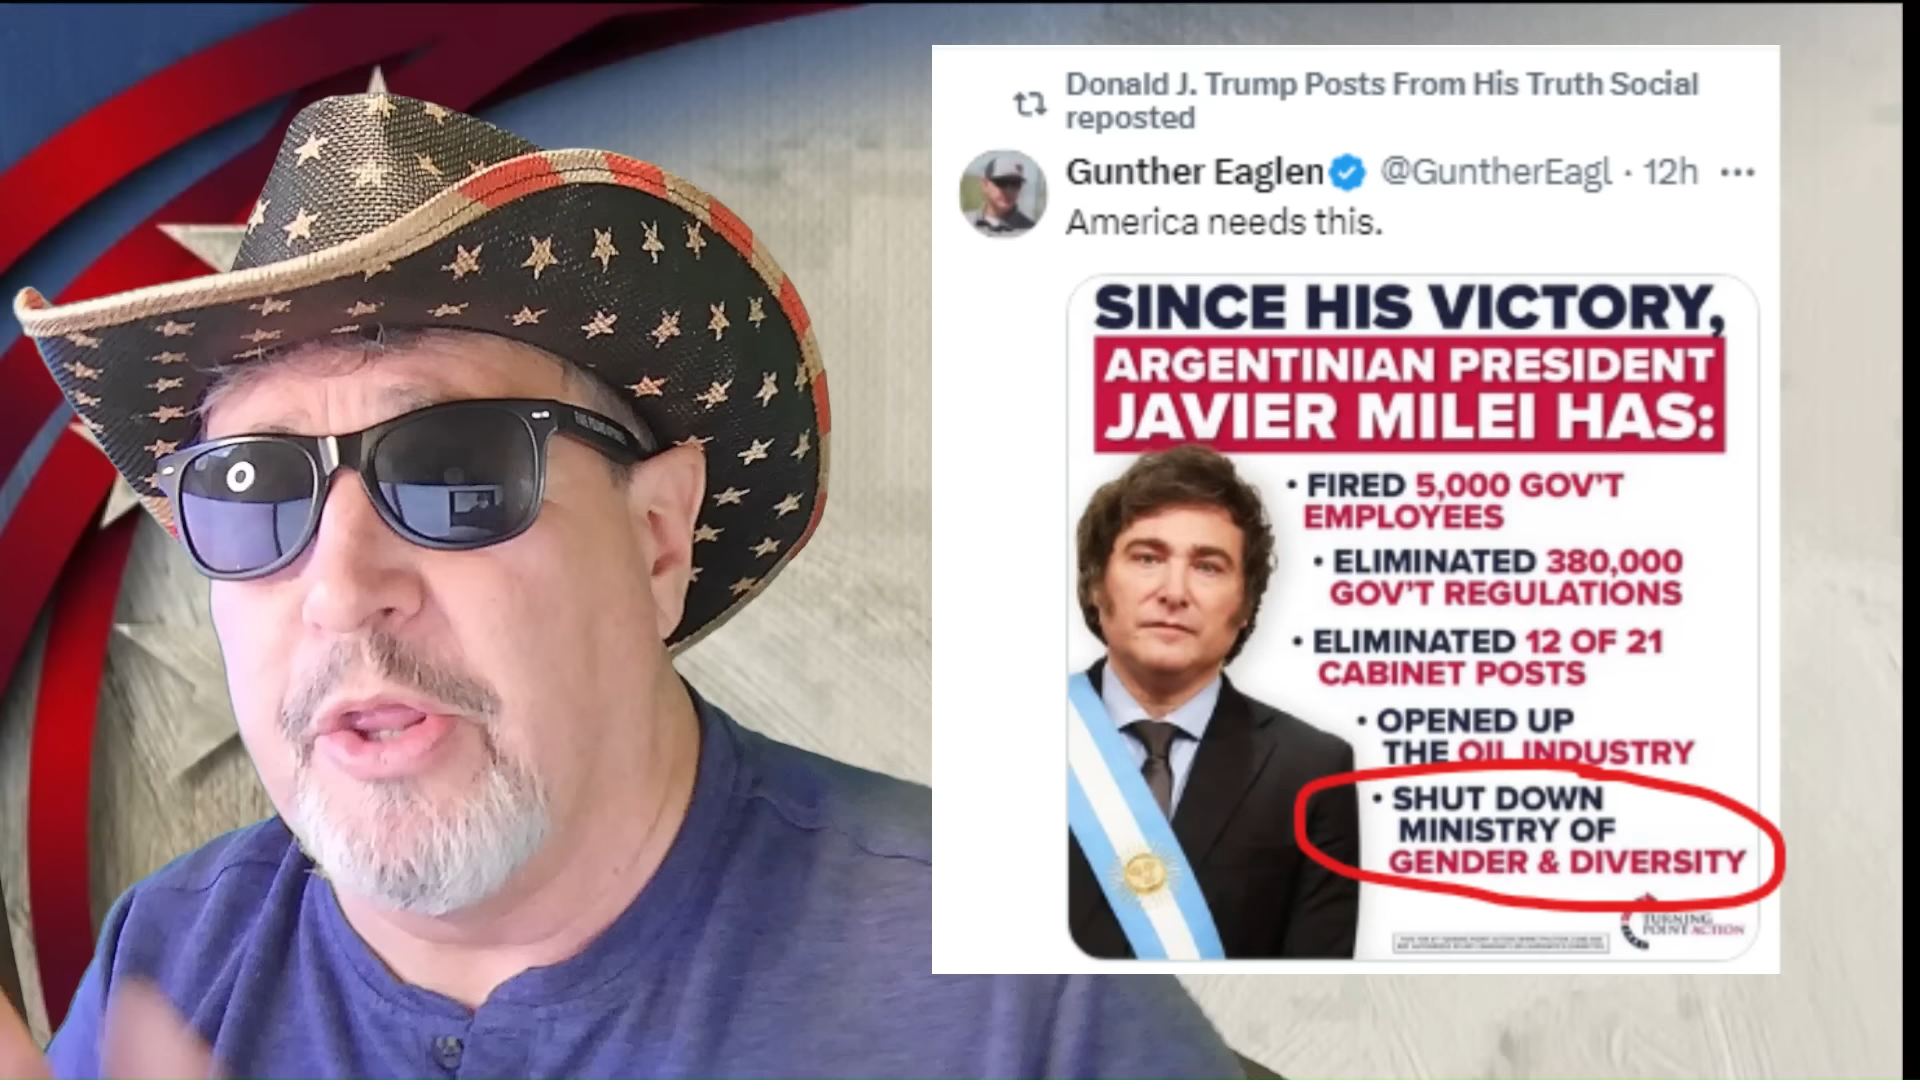 Donald J. Trump Posts From His Truth Social
reposted
Gunther Eaglen @GuntherEagl · 12h ···
America needs this.
SINCE HIS VICTORY,
ARGENTINIAN PRESIDENT
JAVIER MILEI HAS:
• FIRED 5,000 GOV'T
EMPLOYEES
• ELIMINATED 380,000
GOV'T REGULATIONS
• ELIMINATED 12 OF 21
CABINET POSTS
• OPENED UP
THE OIL INDUSTRY
• SHUT DOWN
MINISTRY OF
GENDER & DIVERSITY
TURNING
POINT ACTION